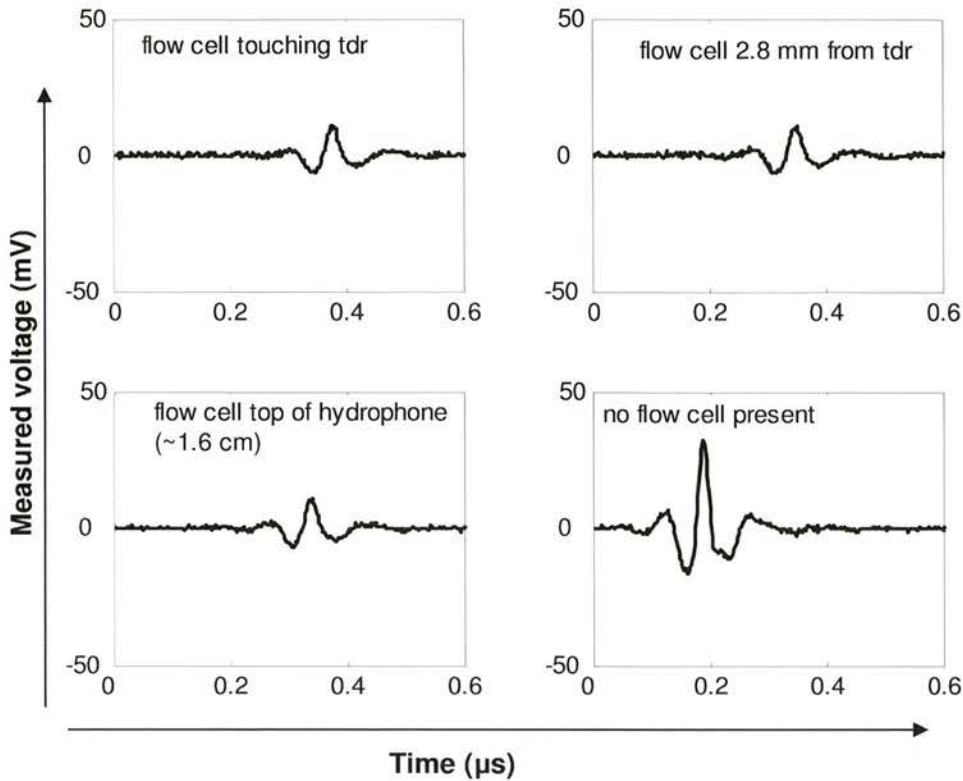 50
flow cell touching tdr
0
-50
0 0.2 0.4 0.6
50
flow cell 2.8 mm from tdr
0
-50
0 0.2 0.4 0.6
50
flow cell top of hydrophone
(~1.6 cm)
0
-50
0 0.2 0.4 0.6
50
no flow cell present
0
-50
0 0.2 0.4 0.6
Measured voltage (mV)
Time (μs)